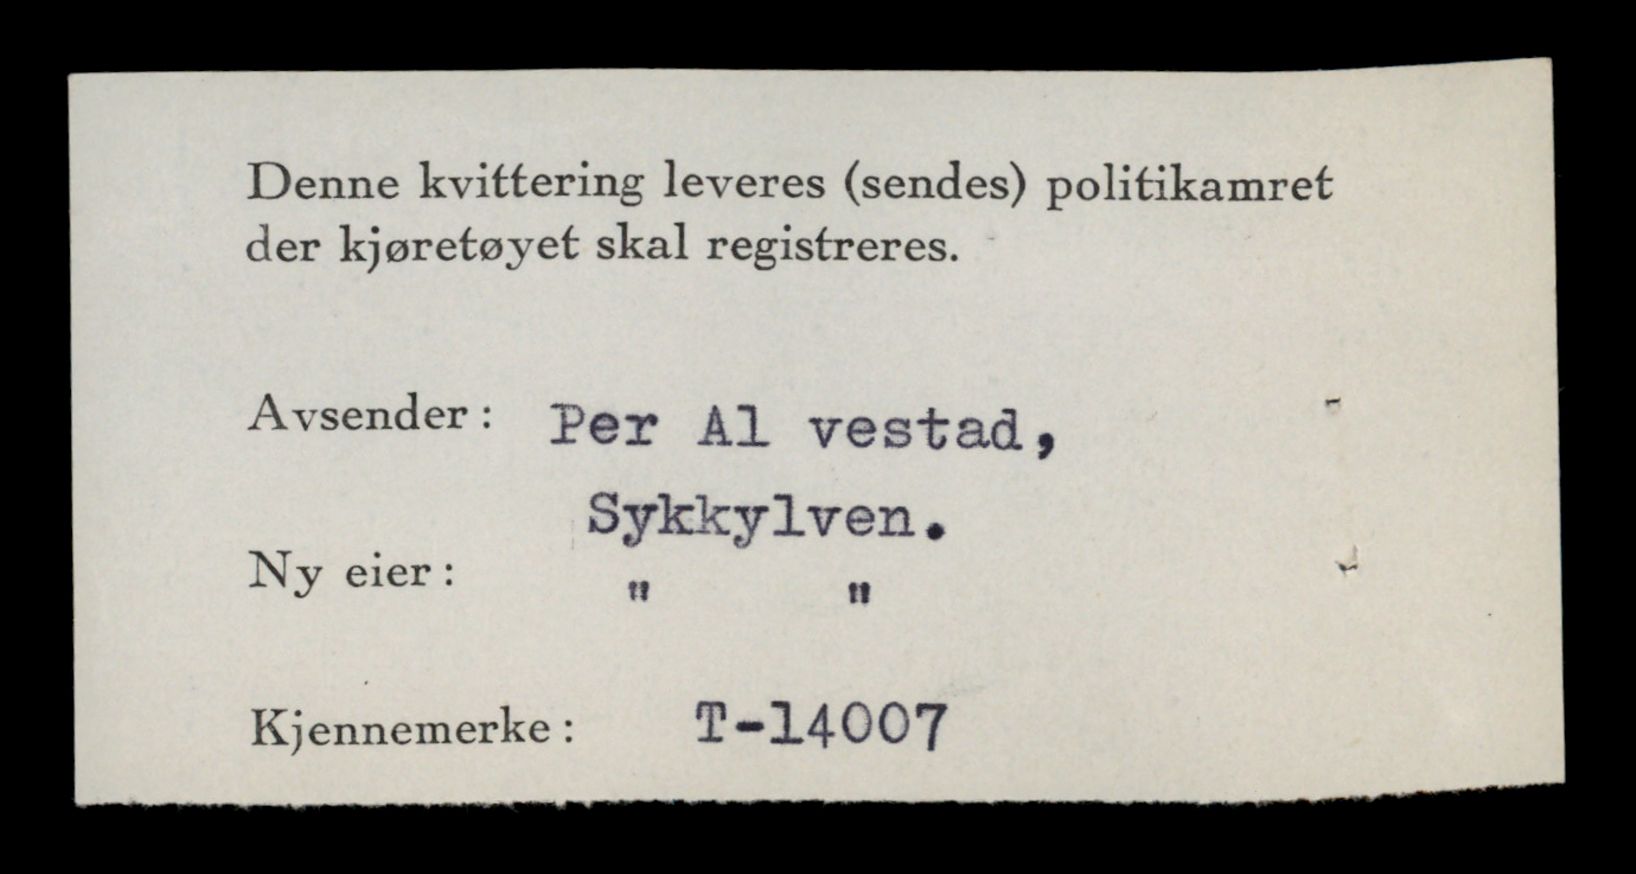 Denne kvittering leveres (sendes) politikamret
der kjøretøyet skal registreres.
Avsender: Per Al vestad,
Sykkylven.
Ny eier: " "
Kjennemerke: T-14007